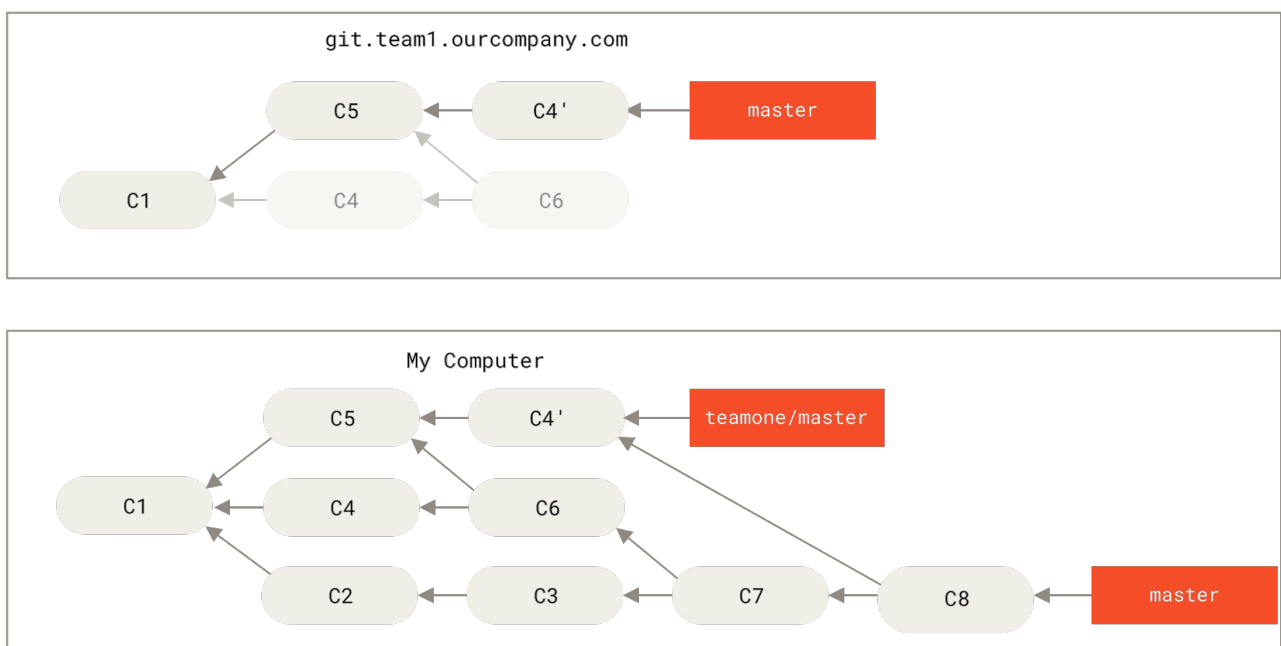 git.team1.ourcompany.com
C5 C4' master
C1 C4 C6
My Computer
C5 C4' teamone/master
C1 C4 C6
C2 C3 C7 C8 master